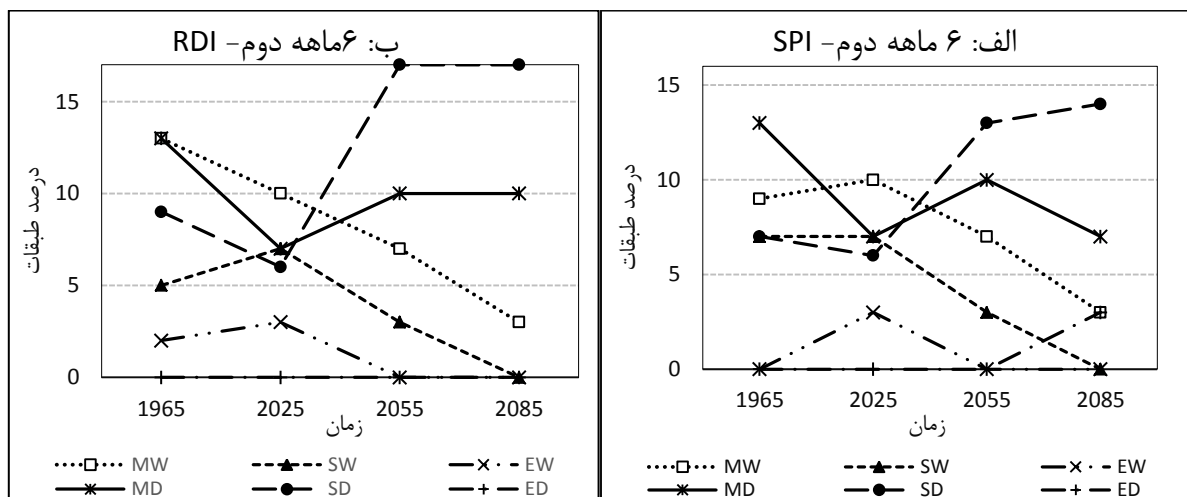 الف: ۶ ماهه دوم- SPI
درصد طبقات
15
10
5
0
1965 2025 2055 2085
زمان
MW SW EW
MD SD ED
ب: ۶ماهه دوم- RDI
درصد طبقات
15
10
5
0
1965 2025 2055 2085
زمان
MW SW EW
MD SD ED